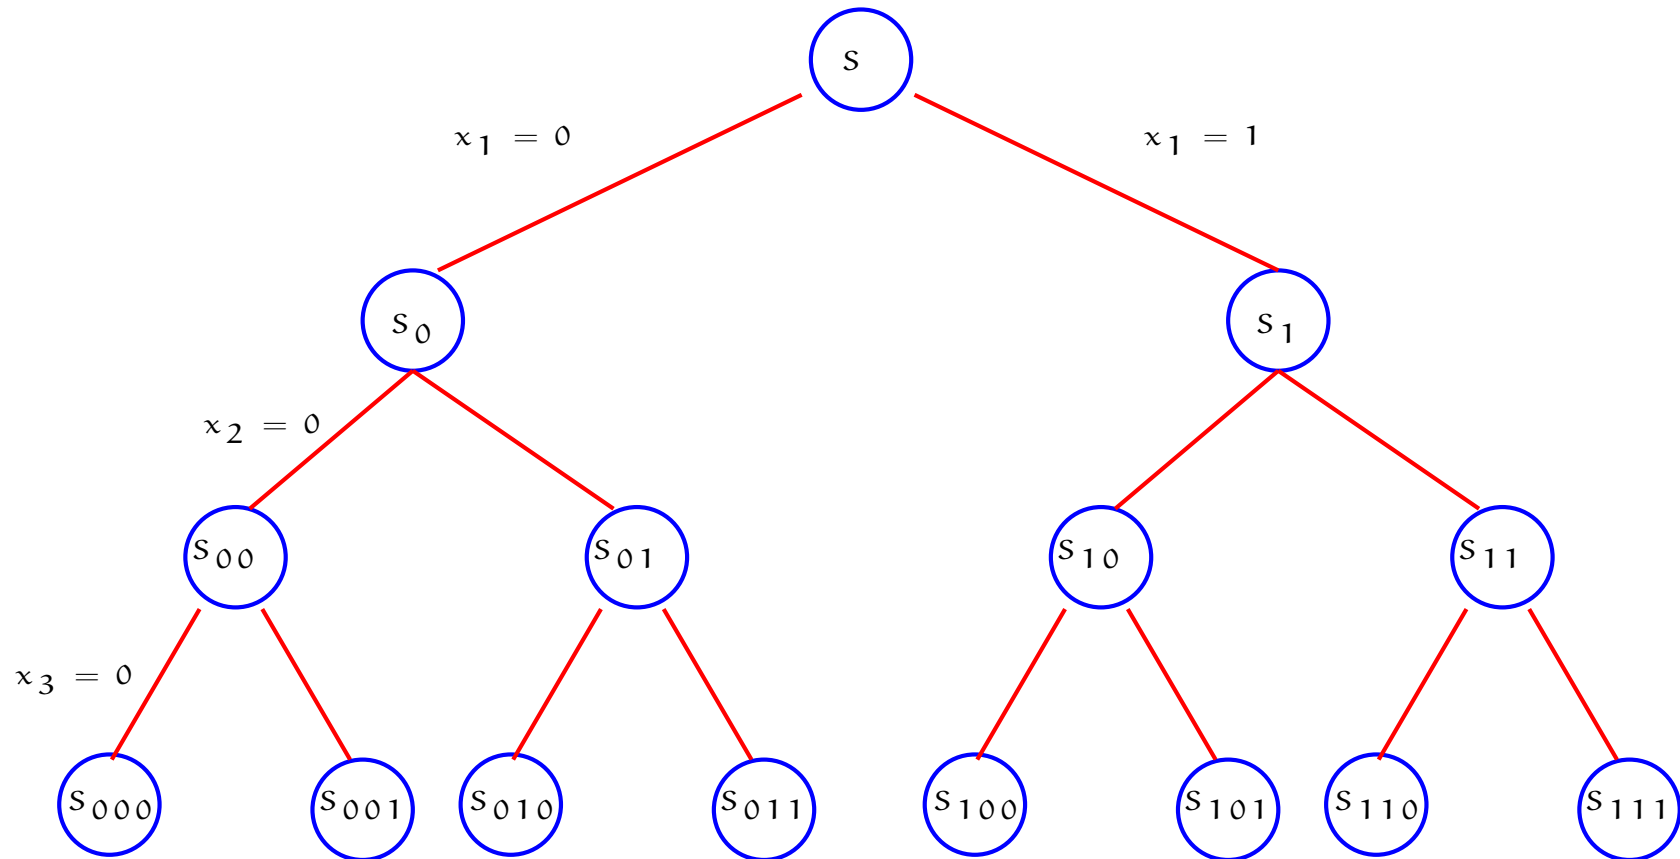 S
x₁ = 0
x₁ = 1
S₀
S₁
x₂ = 0
S₀₀
S₀₁
S₁₀
S₁₁
x₃ = 0
S₀₀₀
S₀₀₁
S₀₁₀
S₀₁₁
S₁₀₀
S₁₀₁
S₁₁₀
S₁₁₁